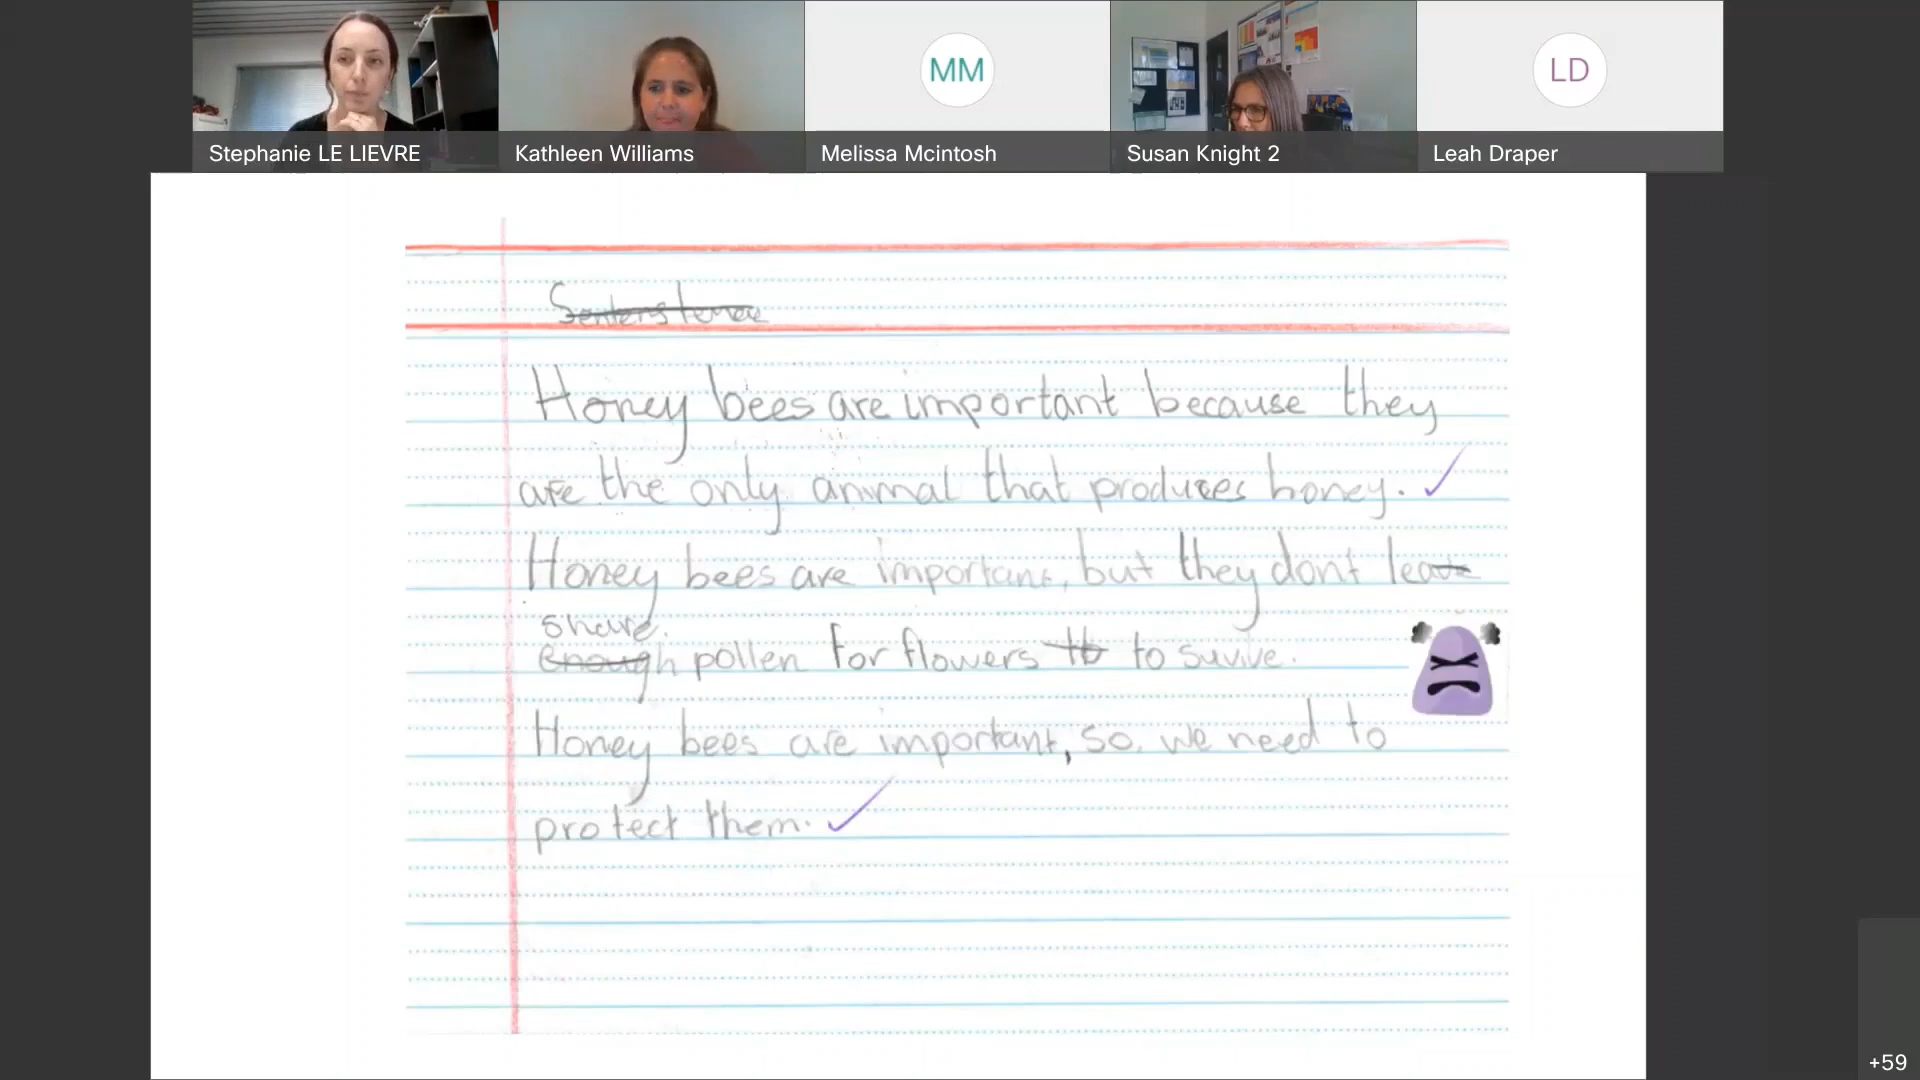 MM
LD
Stephanie LE LIEVRE
Kathleen Williams
Melissa Mcintosh
Susan Knight 2
Leah Draper
Honey bees are important because they
are the only animal that produces honey.
Honey bees are important, but they dont leave
share.
enough pollen for flowers to to suvive.
Honey bees are important, so we need to
protect them.
+59